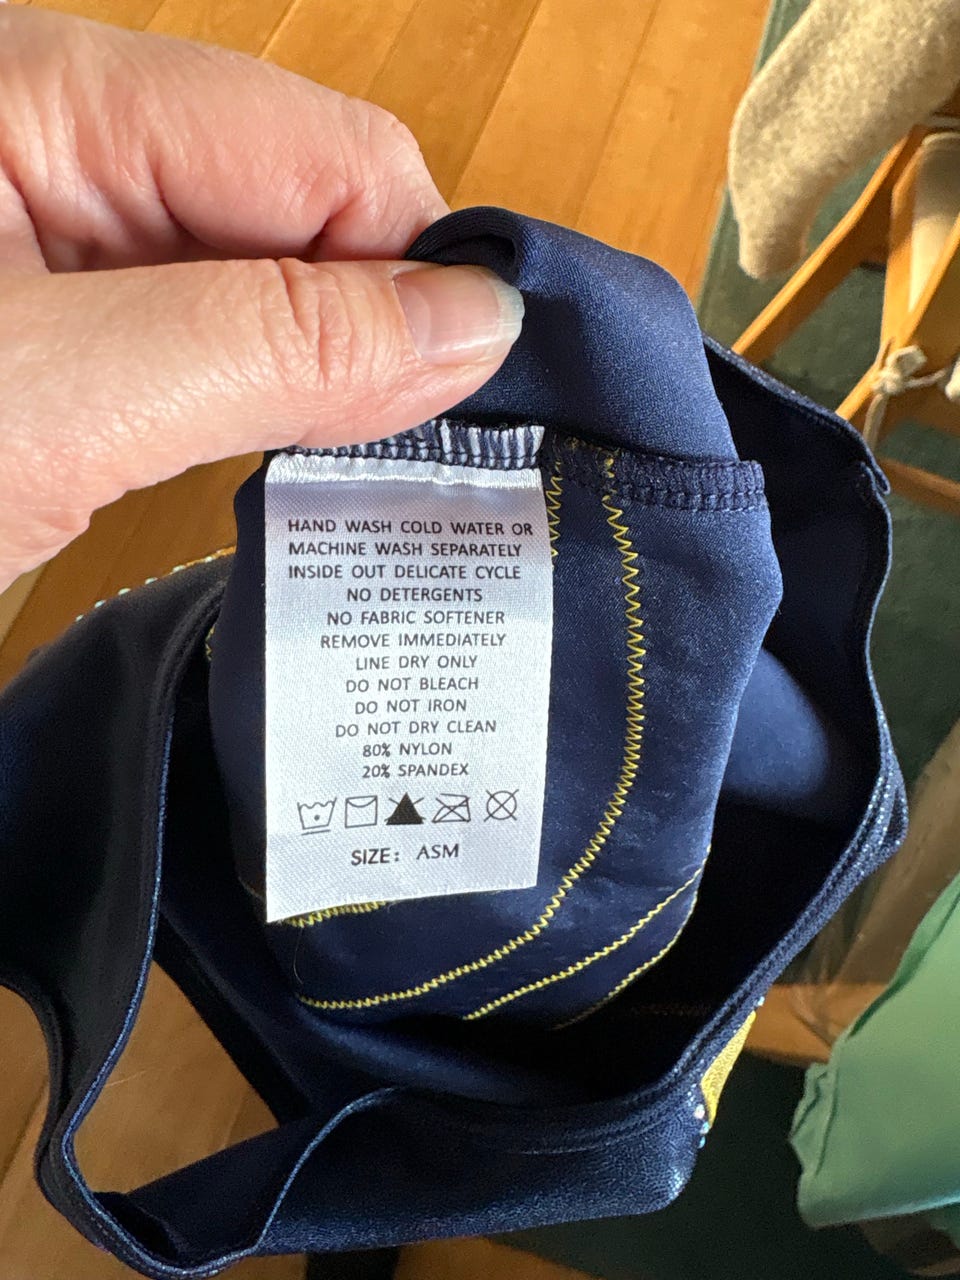 HAND WASH COLD WATER OR
MACHINE WASH SEPARATELY
INSIDE OUT DELICATE CYCLE
NO DETERGENTS
NO FABRIC SOFTENER
REMOVE IMMEDIATELY
LINE DRY ONLY
DO NOT BLEACH
DO NOT IRON
DO NOT DRY CLEAN
80% NYLON
20% SPANDEX
SIZE: ASM